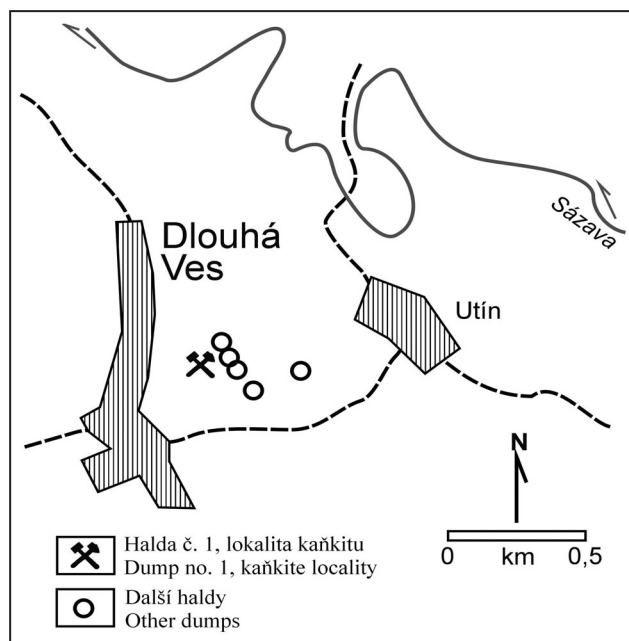 Sázava
Dlouhá
Ves
Utín
N
0 km 0,5
Halda č. 1, lokalita kaňkitu
Dump no. 1, kaňkite locality
Další haldy
Other dumps